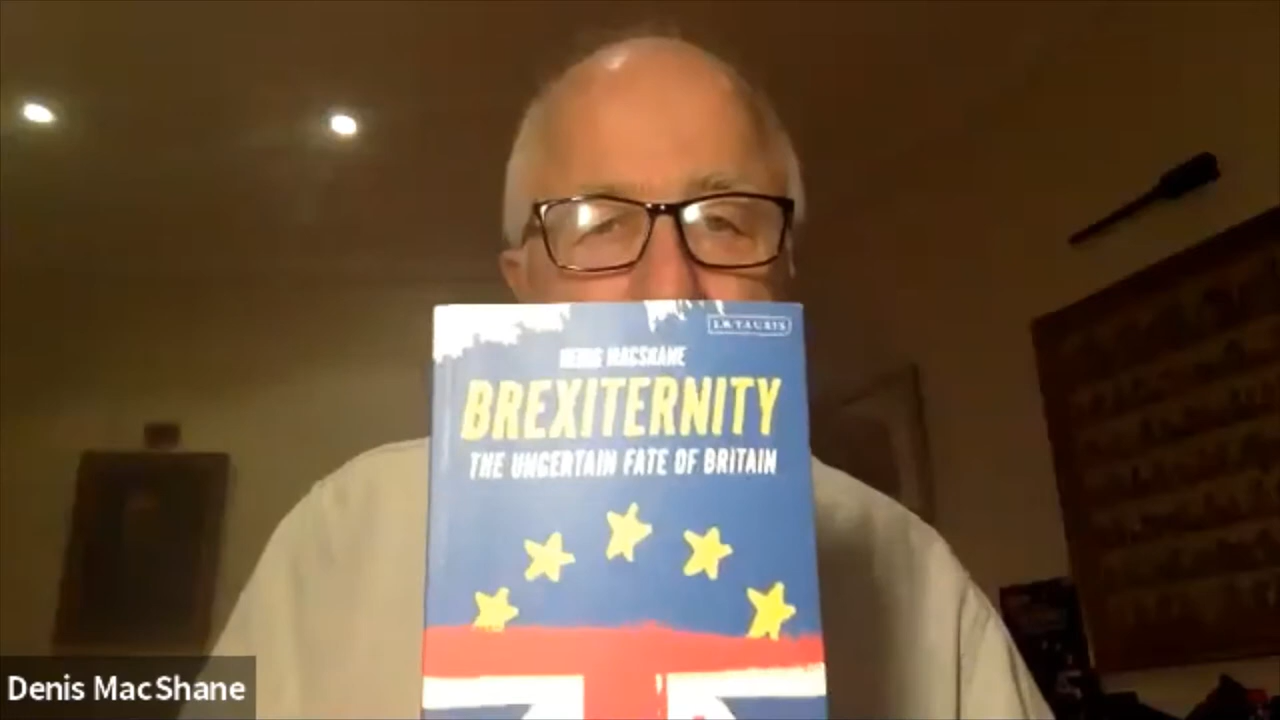 I.B.TAURIS
DENIS MACSHANE
BREXITERNITY
THE UNCERTAIN FATE OF BRITAIN
Denis MacShane